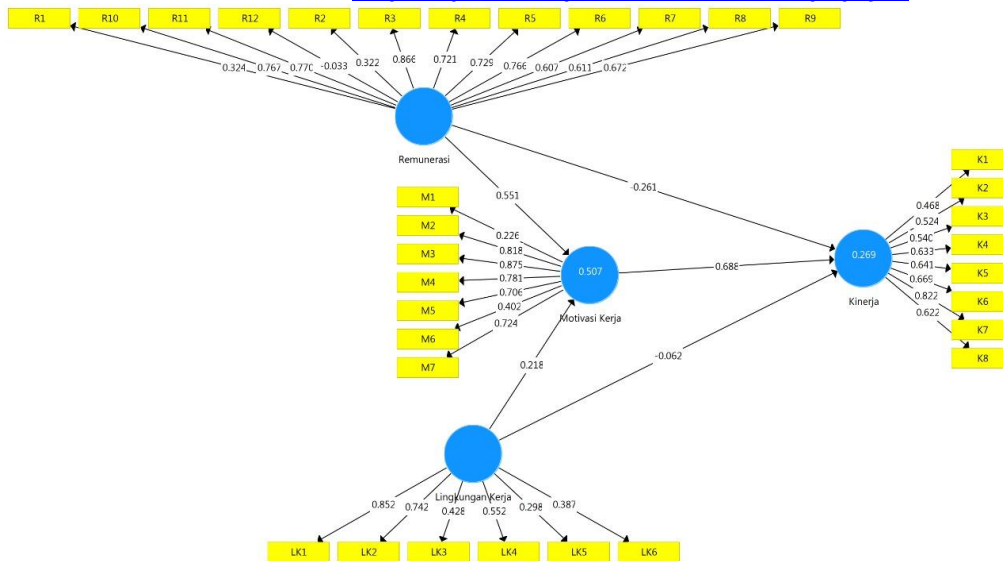 R1 R10 R11 R12 R2 R3 R4 R5 R6 R7 R8 R9
0.324 0.767 0.770 -0.033 0.322 0.866 0.721 0.729 0.766 0.607 0.611 0.672
Remunerasi
0.551
-0.261
M1
M2
M3
M4
M5
M6
M7
0.226
0.818
0.875
0.781
0.706
0.402
0.724
0.507
Motivasi Kerja
0.688
0.269
Kinerja
0.468
0.524
0.540
0.633
0.641
0.669
0.822
0.622
K1
K2
K3
K4
K5
K6
K7
K8
0.218
-0.062
Lingkungan Kerja
0.852 0.742 0.428 0.552 0.298 0.387
LK1 LK2 LK3 LK4 LK5 LK6